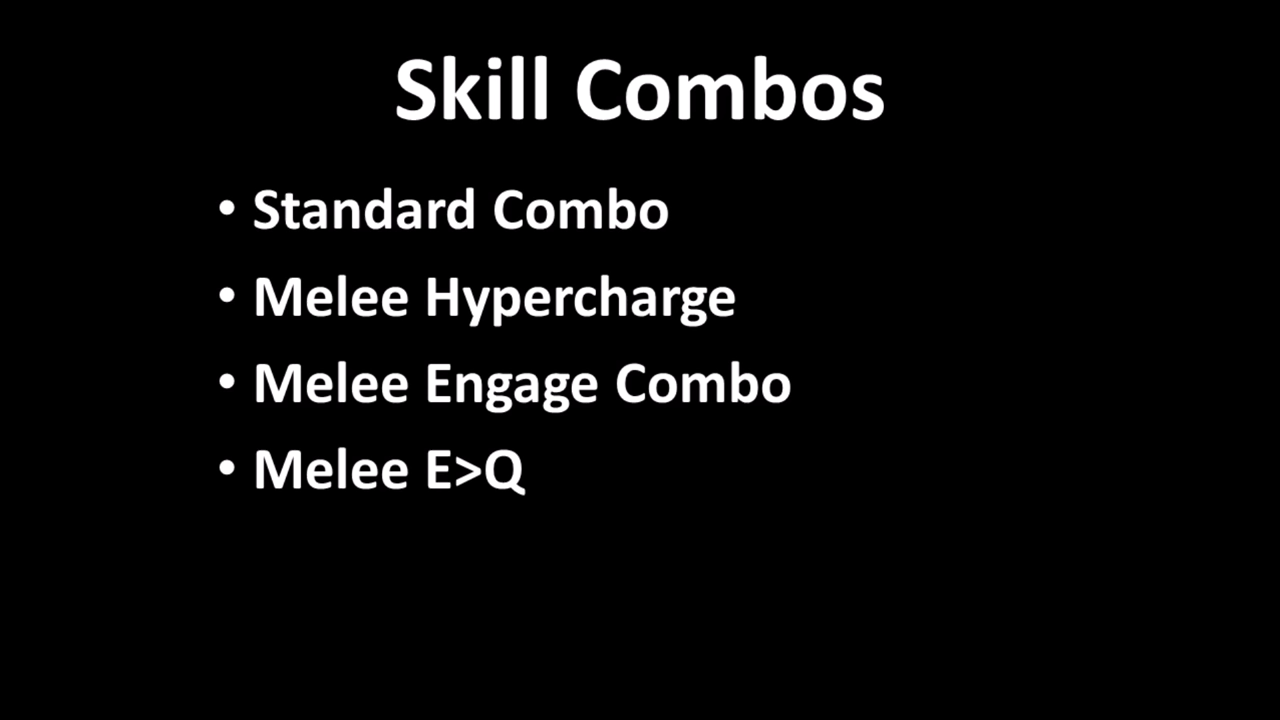 Skill Combos
• Standard Combo
• Melee Hypercharge
• Melee Engage Combo
• Melee E>Q